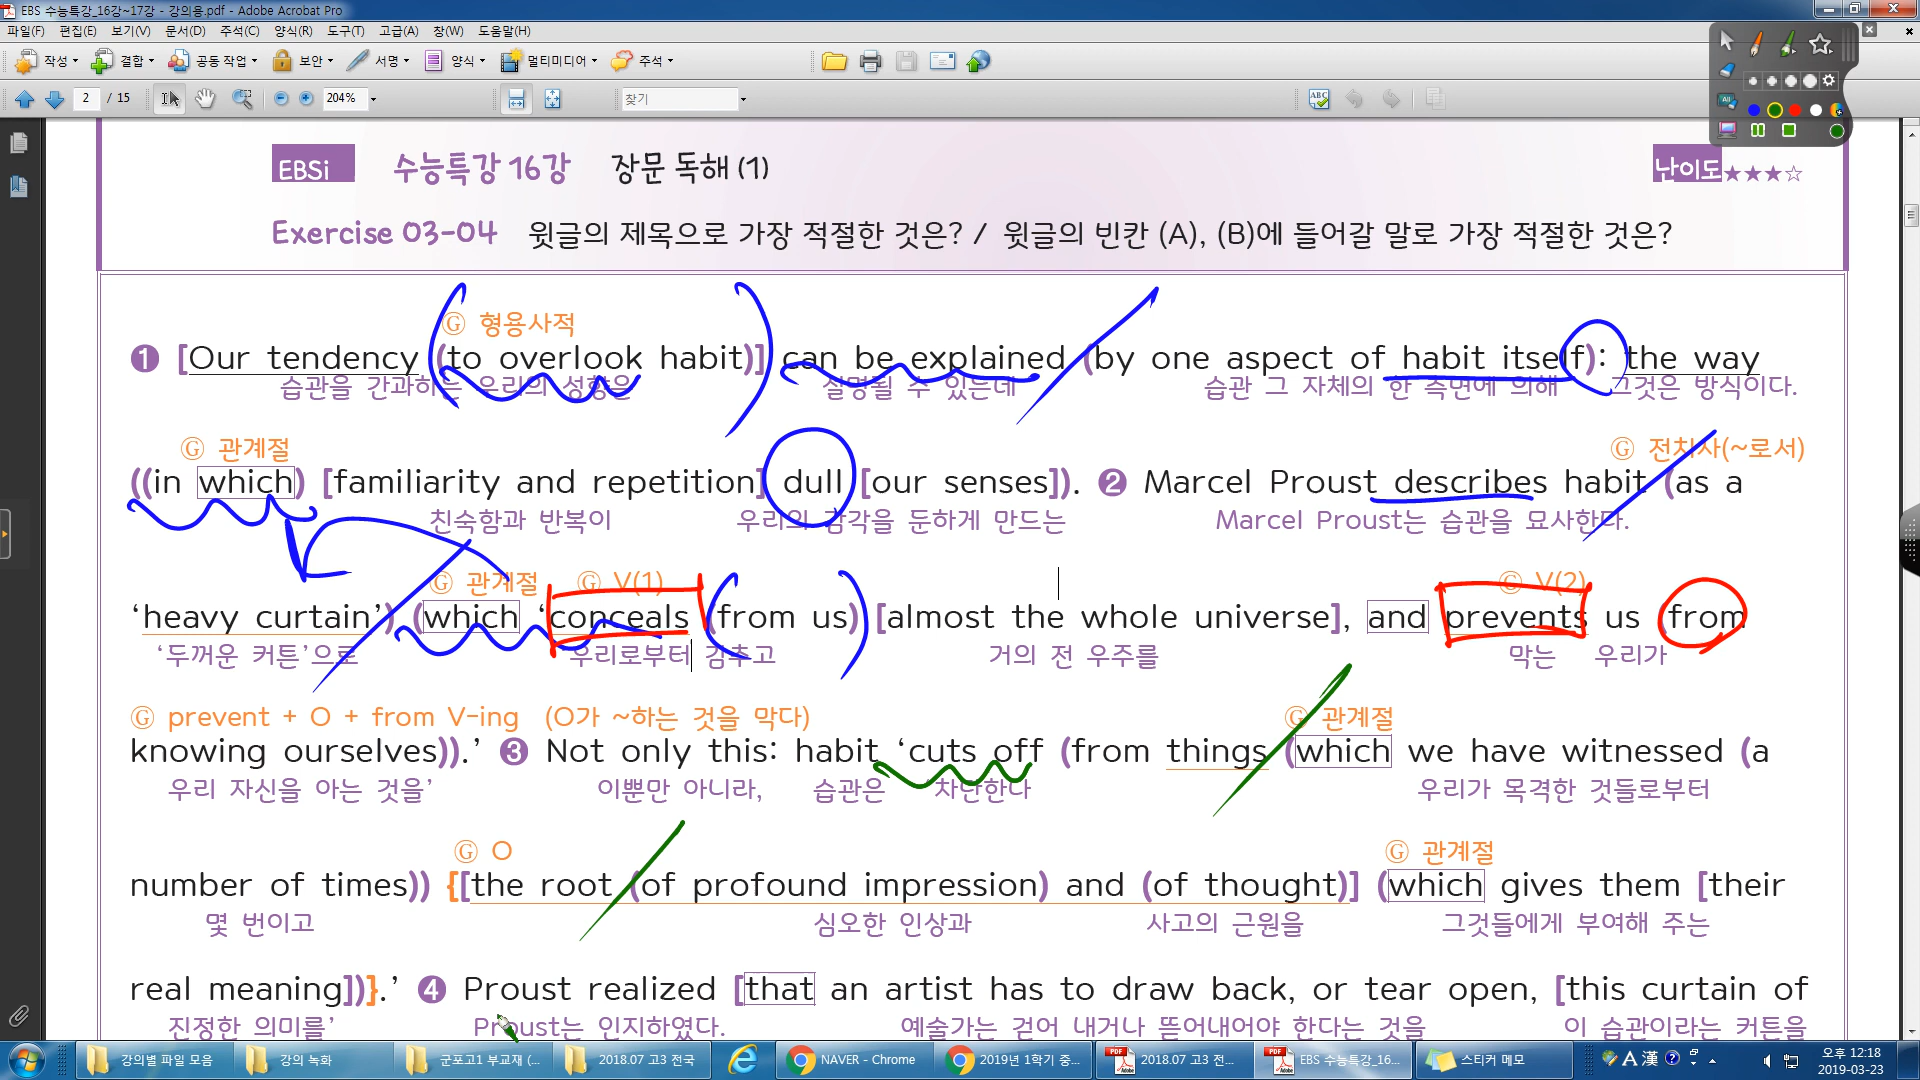 EBS 수능특강_16강~17강 - 강의용.pdf - Adobe Acrobat Pro
파일(F) 편집(E) 보기(V) 문서(D) 주석(C) 양식(R) 도구(T) 고급(A) 창(W) 도움말(H)
작성 결합 공동 작업 보안 서명 양식 멀티미디어 주석
2 / 15 204% 찾기
EBSi 수능특강 16강 장문 독해 (1) 난이도★★★☆
Exercise 03-04 윗글의 제목으로 가장 적절한 것은? / 윗글의 빈칸 (A), (B)에 들어갈 말로 가장 적절한 것은?
Ⓖ 형용사적
❶ [Our tendency (to overlook habit)] can be explained (by one aspect of habit itself): the way
습관을 간과하는 우리의 성향은 설명될 수 있는데 습관 그 자체의 한 측면에 의해 그것은 방식이다.
Ⓖ 관계절 Ⓖ 전치사(~로서)
((in which) [familiarity and repetition] dull [our senses]). ❷ Marcel Proust describes habit (as a
친숙함과 반복이 우리의 감각을 둔하게 만드는 Marcel Proust는 습관을 묘사한다.
Ⓖ 관계절 Ⓖ V(1) Ⓖ V(2)
‘heavy curtain’) (which ‘conceals (from us) [almost the whole universe], and prevents us from
‘두꺼운 커튼’으로 우리로부터 감추고 거의 전 우주를 막는 우리가
Ⓖ prevent + O + from V-ing (O가 ~하는 것을 막다) Ⓖ 관계절
knowing ourselves)).’ ❸ Not only this: habit ‘cuts off (from things (which we have witnessed (a
우리 자신을 아는 것을’ 이뿐만 아니라, 습관은 ‘차단한다 우리가 목격한 것들로부터
Ⓖ O Ⓖ 관계절
number of times)) {[the root (of profound impression) and (of thought)] (which gives them [their
몇 번이고 심오한 인상과 사고의 근원을 그것들에게 부여해 주는
real meaning])}.’ ❹ Proust realized [that an artist has to draw back, or tear open, [this curtain of
진정한 의미를’ Proust는 인지하였다. 예술가는 걷어 내거나 뜯어내어야 한다는 것을 이 습관이라는 커튼을
강의별 파일 모음 강의 녹화 군포고1 부교재 (... 2018.07 고3 전국 NAVER - Chrome 2019년 1학기 중... 2018.07 고3 전... EBS 수능특강_16... 스티커 메모 A 漢 오후 12:18
2019-03-23